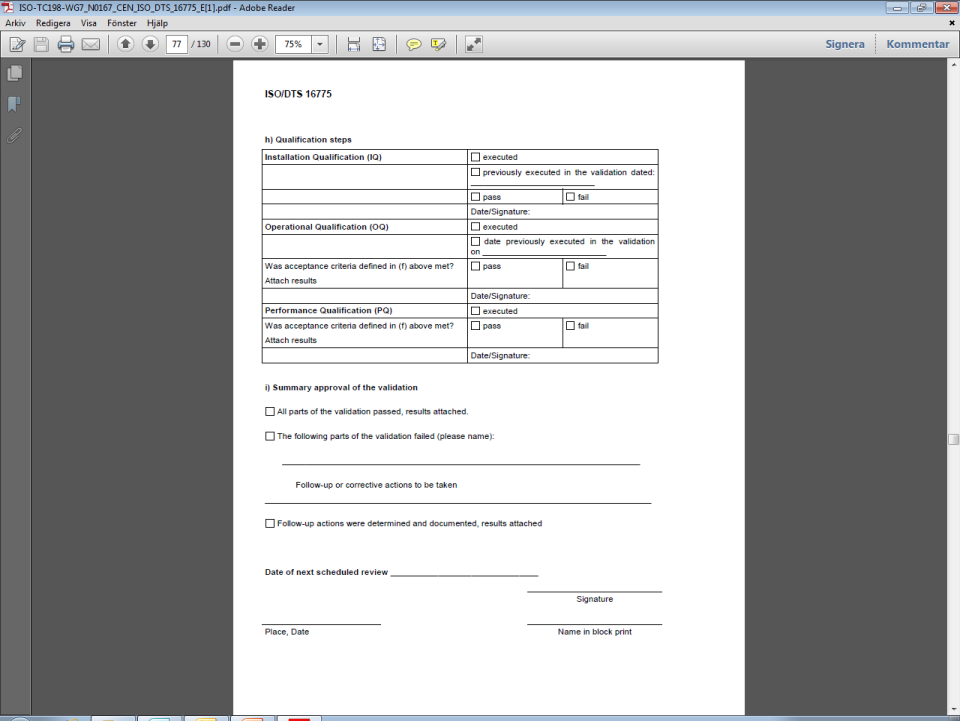 ISO-TC198-WG7_N0167_CEN_ISO_DTS_16775_E[1].pdf - Adobe Reader
Arkiv Redigera Visa Fönster Hjälp
77 / 130 75% Signera Kommentar
ISO/DTS 16775
h) Qualification steps
Installation Qualification (IQ) executed
previously executed in the validation dated:
pass fail
Date/Signature:
Operational Qualification (OQ) executed
date previously executed in the validation
on
Was acceptance criteria defined in (f) above met? pass fail
Attach results
Date/Signature:
Performance Qualification (PQ) executed
Was acceptance criteria defined in (f) above met? pass fail
Attach results
Date/Signature:
i) Summary approval of the validation
All parts of the validation passed, results attached.
The following parts of the validation failed (please name):
Follow-up or corrective actions to be taken
Follow-up actions were determined and documented, results attached
Date of next scheduled review
Signature
Place, Date Name in block print